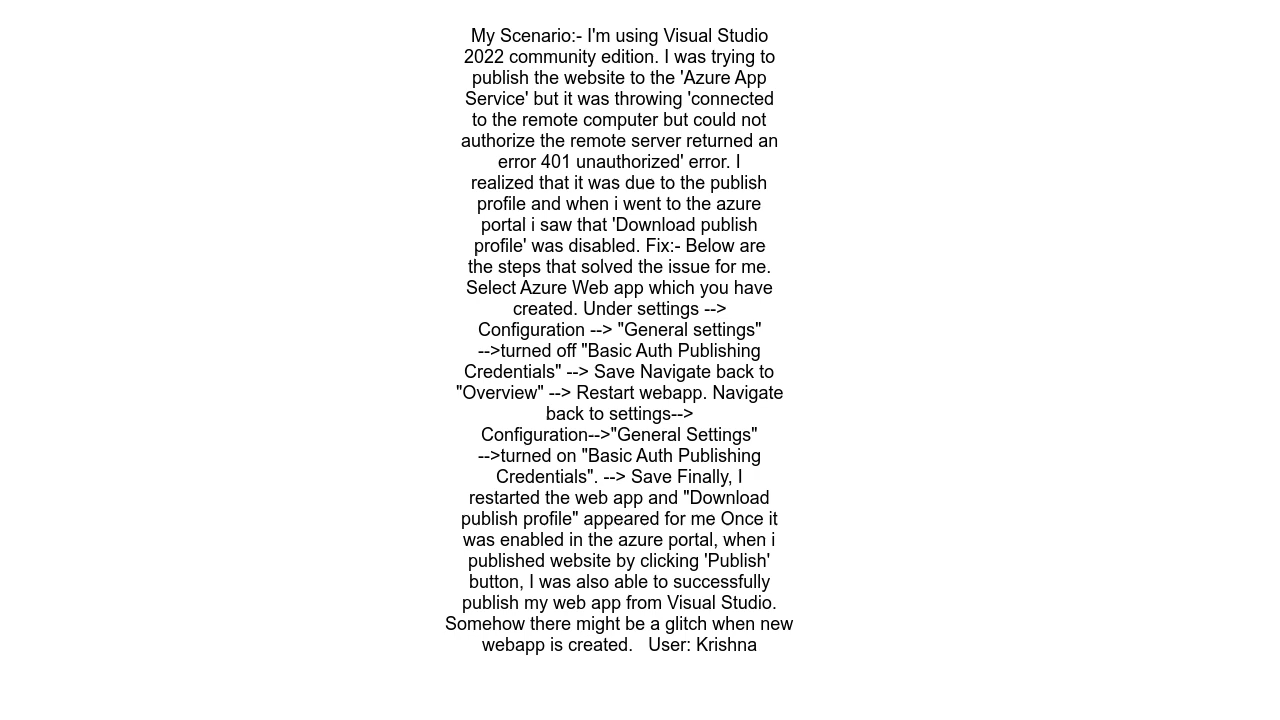 My Scenario:- I'm using Visual Studio
2022 community edition. I was trying to
publish the website to the 'Azure App
Service' but it was throwing 'connected
to the remote computer but could not
authorize the remote server returned an
error 401 unauthorized' error. I
realized that it was due to the publish
profile and when i went to the azure
portal i saw that 'Download publish
profile' was disabled. Fix:- Below are
the steps that solved the issue for me.
Select Azure Web app which you have
created. Under settings -->
Configuration --> "General settings"
-->turned off "Basic Auth Publishing
Credentials" --> Save Navigate back to
"Overview" --> Restart webapp. Navigate
back to settings-->
Configuration-->"General Settings"
-->turned on "Basic Auth Publishing
Credentials". --> Save Finally, I
restarted the web app and "Download
publish profile" appeared for me Once it
was enabled in the azure portal, when i
published website by clicking 'Publish'
button, I was also able to successfully
publish my web app from Visual Studio.
Somehow there might be a glitch when new
webapp is created.   User: Krishna